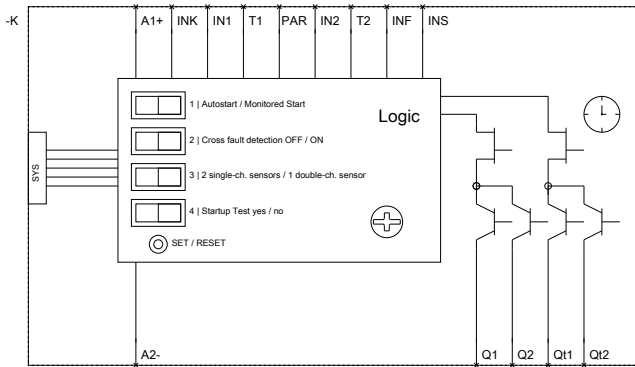 -K A1+ INK IN1 T1 PAR IN2 T2 INF INS
1 | Autostart / Monitored Start
Logic
2 | Cross fault detection OFF / ON
SYS
3 | 2 single-ch. sensors / 1 double-ch. sensor
4 | Startup Test yes / no
SET / RESET
A2- Q1 Q2 Qt1 Qt2